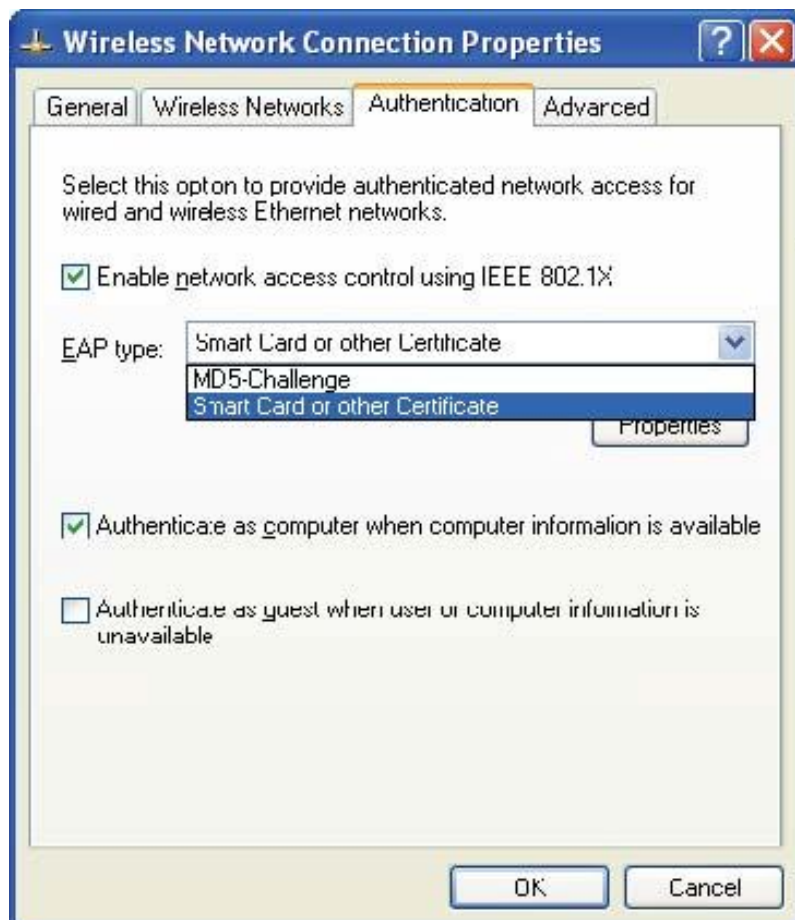 Wireless Network Connection Properties
General Wireless Networks Authentication Advanced
Select this option to provide authenticated network access for
wired and wireless Ethernet networks.
Enable network access control using IEEE 802.1X
EAP type: Smart Card or other Certificate
MD5-Challenge
Smart Card or other Certificate
Properties
Authenticate as computer when computer information is available
Authenticate as guest when user or computer information is
unavailable
OK Cancel